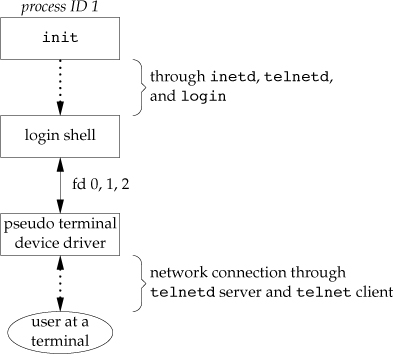 process ID 1
init
through inetd, telnetd,
and login
login shell
fd 0, 1, 2
pseudo terminal
device driver
network connection through
telnetd server and telnet client
user at a
terminal